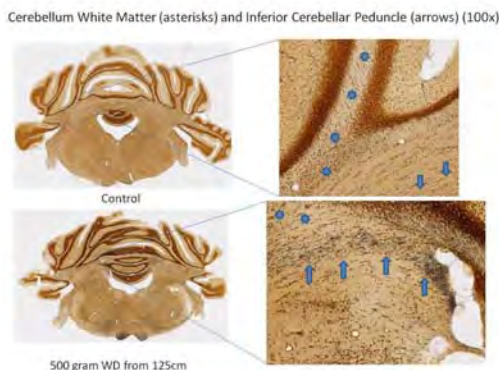 Cerebellum White Matter (asterisks) and Inferior Cerebellar Peduncle (arrows) (100x)
Control
500 gram WD from 125cm